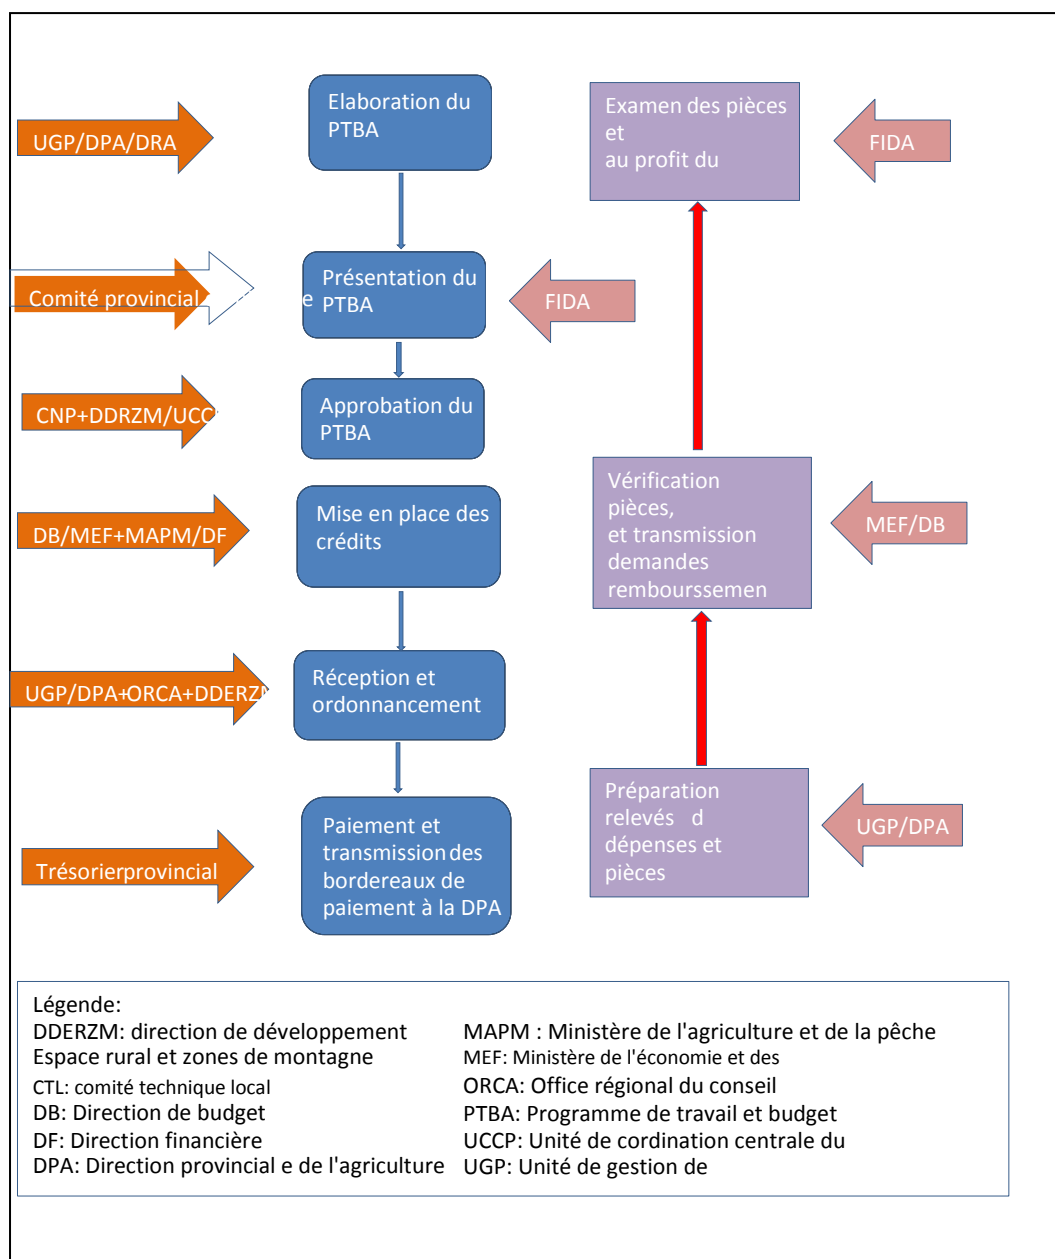 UGP/DPA/DRA
Elaboration du
PTBA
Examen des pièces
et
au profit du
FIDA
Comité provincial
e
Présentation du
PTBA
FIDA
CNP+DDRZM/UCC
Approbation du
PTBA
DB/MEF+MAPM/DF
Mise en place des
crédits
Vérification
pièces,
et transmission
demandes
rembourssemen
MEF/DB
UGP/DPA+ORCA+DDERZM
Réception et
ordonnancement
Trésorierprovincial
Paiement et
transmission des
bordereaux de
paiement à la DPA
Préparation
relevés d
dépenses et
pièces
UGP/DPA
Légende:
DDERZM: direction de développement
Espace rural et zones de montagne
CTL: comité technique local
DB: Direction de budget
DF: Direction financière
DPA: Direction provincial e de l'agriculture
MAPM : Ministère de l'agriculture et de la pêche
MEF: Ministère de l'économie et des
ORCA: Office régional du conseil
PTBA: Programme de travail et budget
UCCP: Unité de cordination centrale du
UGP: Unité de gestion de